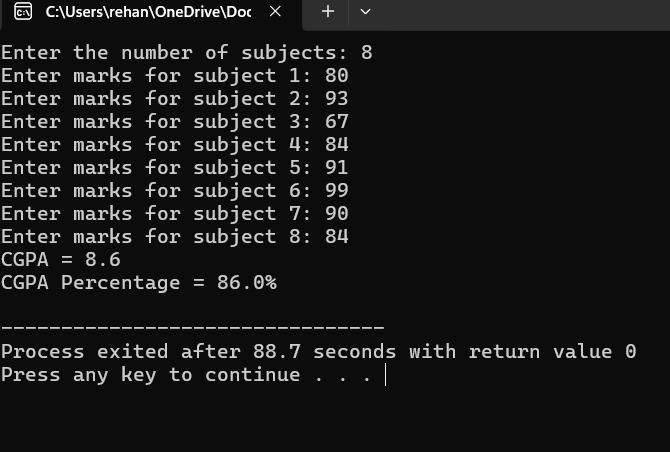 C:\Users\rehan\OneDrive\Doc
Enter the number of subjects: 8
Enter marks for subject 1: 80
Enter marks for subject 2: 93
Enter marks for subject 3: 67
Enter marks for subject 4: 84
Enter marks for subject 5: 91
Enter marks for subject 6: 99
Enter marks for subject 7: 90
Enter marks for subject 8: 84
CGPA = 8.6
CGPA Percentage = 86.0%
--------------------------------
Process exited after 88.7 seconds with return value 0
Press any key to continue . . .